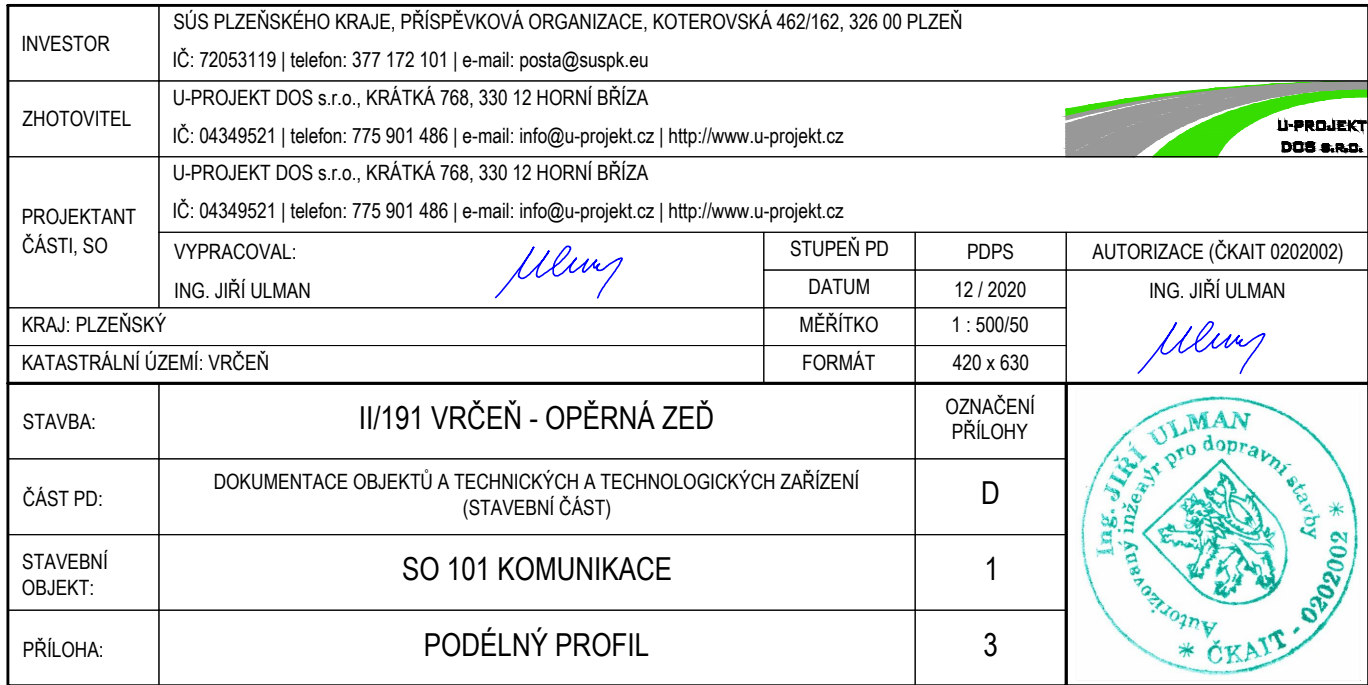 INVESTOR
SÚS PLZEŇSKÉHO KRAJE, PŘÍSPĚVKOVÁ ORGANIZACE, KOTEROVSKÁ 462/162, 326 00 PLZEŇ
IČ: 72053119 | telefon: 377 172 101 | e-mail: posta@suspk.eu
ZHOTOVITEL
U-PROJEKT DOS s.r.o., KRÁTKÁ 768, 330 12 HORNÍ BŘÍZA
IČ: 04349521 | telefon: 775 901 486 | e-mail: info@u-projekt.cz | http://www.u-projekt.cz
U-PROJEKT
DOS s.r.o.
PROJEKTANT
ČÁSTI, SO
U-PROJEKT DOS s.r.o., KRÁTKÁ 768, 330 12 HORNÍ BŘÍZA
IČ: 04349521 | telefon: 775 901 486 | e-mail: info@u-projekt.cz | http://www.u-projekt.cz
VYPRACOVAL:
ING. JIŘÍ ULMAN
Ulman
STUPEŇ PD
PDPS
DATUM
12 / 2020
AUTORIZACE (ČKAIT 0202002)
ING. JIŘÍ ULMAN
Ulman
KRAJ: PLZEŇSKÝ
MĚŘÍTKO
1 : 500/50
KATASTRÁLNÍ ÚZEMÍ: VRČEŇ
FORMÁT
420 x 630
STAVBA:
II/191 VRČEŇ - OPĚRNÁ ZEĎ
OZNAČENÍ
PŘÍLOHY
ČÁST PD:
DOKUMENTACE OBJEKTŮ A TECHNICKÝCH A TECHNOLOGICKÝCH ZAŘÍZENÍ
(STAVEBNÍ ČÁST)
D
STAVEBNÍ
OBJEKT:
SO 101 KOMUNIKACE
1
PŘÍLOHA:
PODÉLNÝ PROFIL
3
Ing. JIŘÍ ULMAN
Autorizovaný inženýr pro dopravní stavby
* ČKAIT - 0202002 *